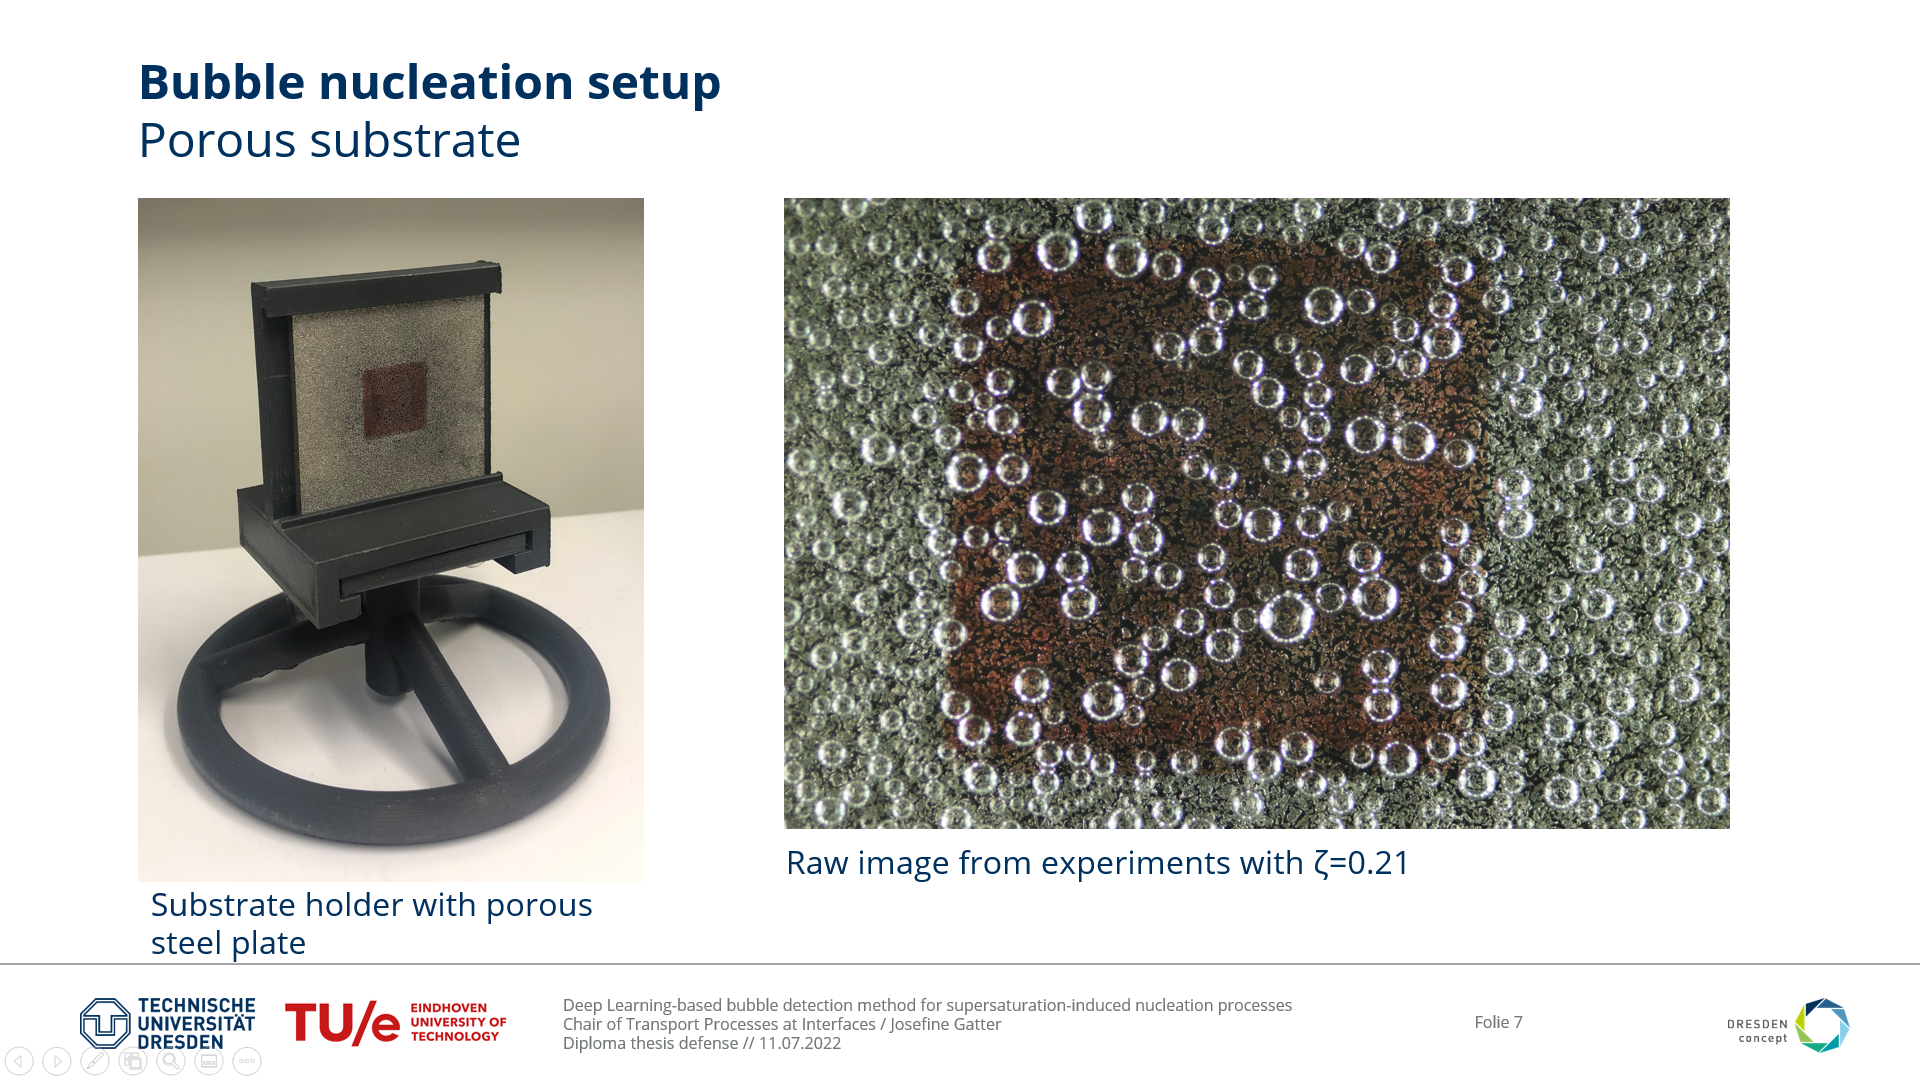 Bubble nucleation setup
Porous substrate
Substrate holder with porous
steel plate
Raw image from experiments with ζ=0.21
TECHNISCHE
UNIVERSITÄT
DRESDEN
TU/e
EINDHOVEN
UNIVERSITY OF
TECHNOLOGY
Deep Learning-based bubble detection method for supersaturation-induced nucleation processes
Chair of Transport Processes at Interfaces / Josefine Gatter
Diploma thesis defense // 11.07.2022
Folie 7
DRESDEN
concept